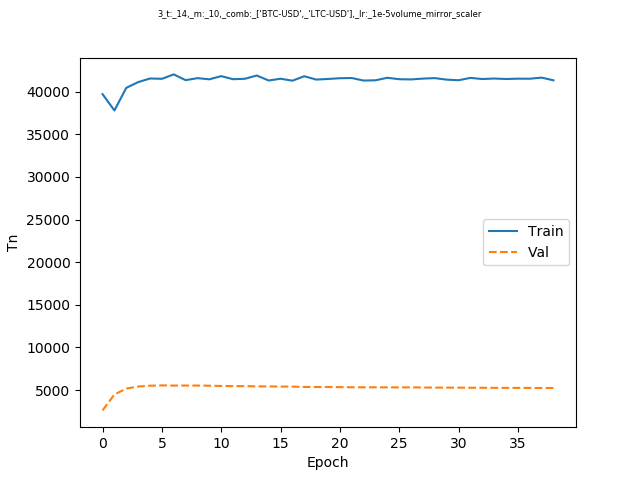 3_t:_14,_m:_10,_comb:_['BTC-USD',_'LTC-USD'],_lr:_1e-5volume_mirror_scaler
40000
35000
30000
25000
20000
15000
10000
5000
Tn
Train
Val
0 5 10 15 20 25 30 35
Epoch